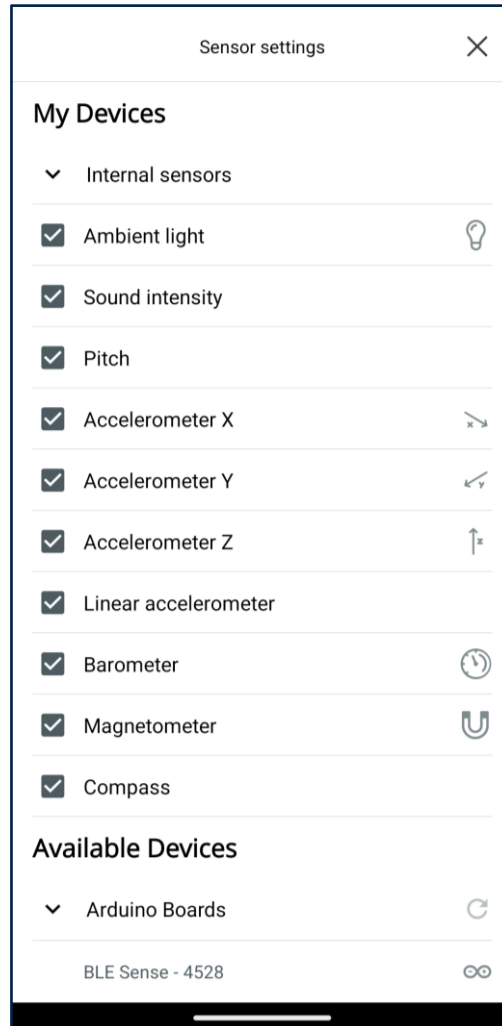 Sensor settings
My Devices
Internal sensors
Ambient light
Sound intensity
Pitch
Accelerometer X
x
Accelerometer Y
y
Accelerometer Z
z
Linear accelerometer
Barometer
Magnetometer
Compass
Available Devices
Arduino Boards
BLE Sense - 4528